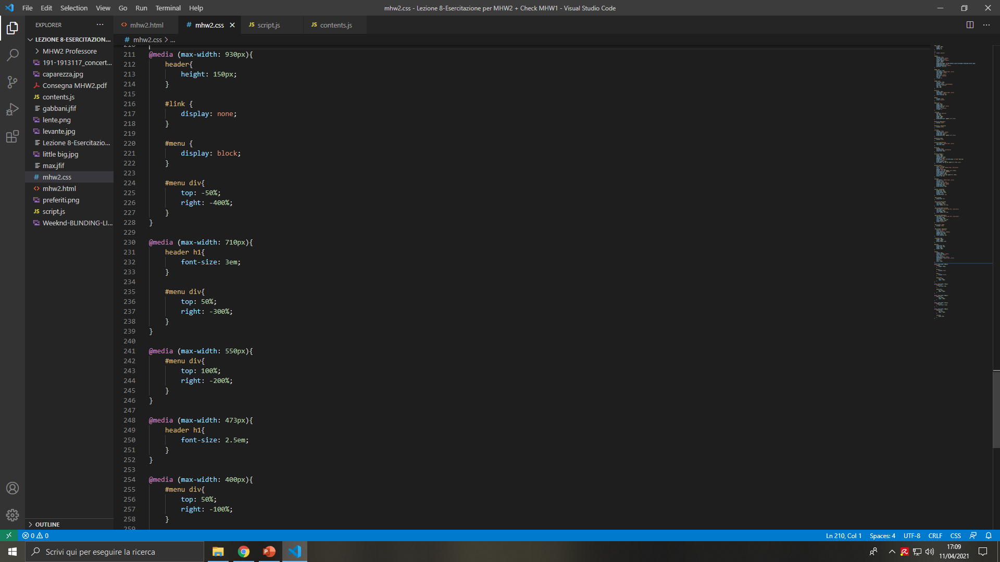 File Edit Selection View Go Run Terminal Help
mhw2.css - Lezione 8-Esercitazione per MHW2 + Check MHW1 - Visual Studio Code
EXPLORER
LEZIONE 8-ESERCITAZION...
MHW2 Professore
191-1913117_concert...
caparezza.jpg
Consegna MHW2.pdf
JS contents.js
gabbani.jfif
lente.png
levante.jpg
Lezione 8-Esercitazio...
little big.jpg
max.jfif
# mhw2.css
<> mhw2.html
preferiti.png
JS script.js
Weeknd-BLINDING-LI...
OUTLINE
<> mhw2.html # mhw2.css JS script.js JS contents.js
# mhw2.css > ...
210
211 @media (max-width: 930px){
212 header{
213 height: 150px;
214 }
215
216 #link {
217 display: none;
218 }
219
220 #menu {
221 display: block;
222 }
223
224 #menu div{
225 top: -50%;
226 right: -400%;
227 }
228 }
229
230 @media (max-width: 710px){
231 header h1{
232 font-size: 3em;
233 }
234
235 #menu div{
236 top: 50%;
237 right: -300%;
238 }
239 }
240
241 @media (max-width: 550px){
242 #menu div{
243 top: 100%;
244 right: -200%;
245 }
246 }
247
248 @media (max-width: 473px){
249 header h1{
250 font-size: 2.5em;
251 }
252 }
253
254 @media (max-width: 400px){
255 #menu div{
256 top: 50%;
257 right: -100%;
258 }
259
0 0
Ln 210, Col 1 Spaces: 4 UTF-8 CRLF CSS
Scrivi qui per eseguire la ricerca
17:09
11/04/2021